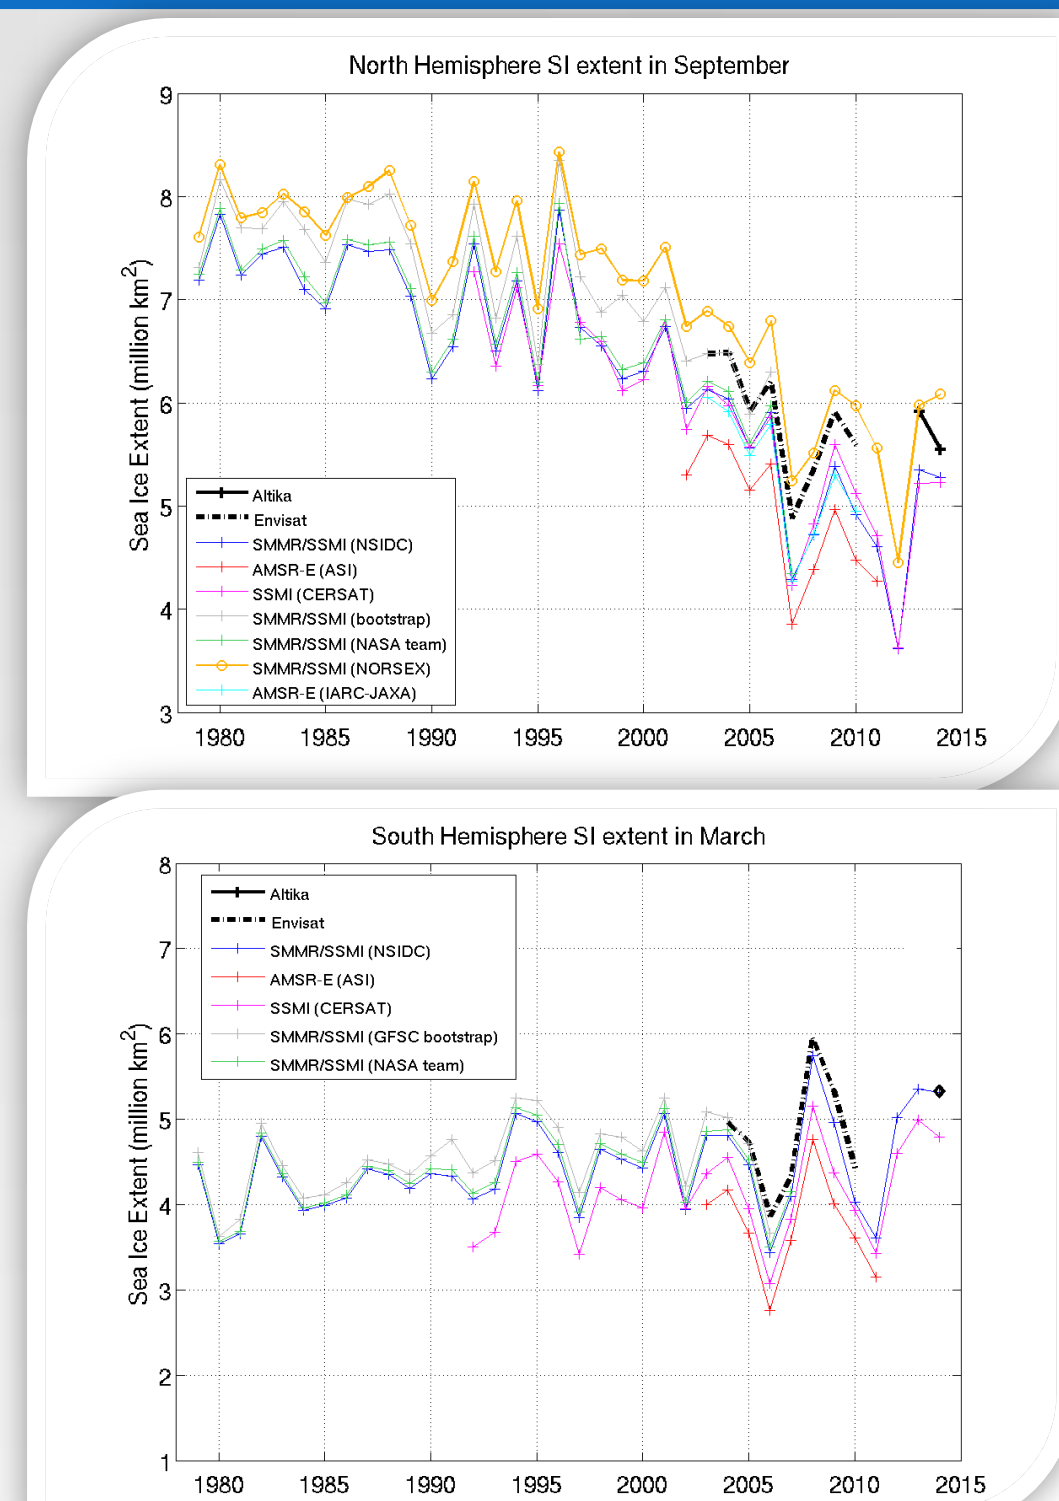 North Hemisphere SI extent in September
9
8
7
6
5
4
3
Sea Ice Extent (million km2)
Altika
Envisat
SMMR/SSMI (NSIDC)
AMSR-E (ASI)
SSMI (CERSAT)
SMMR/SSMI (bootstrap)
SMMR/SSMI (NASA team)
SMMR/SSMI (NORSEX)
AMSR-E (IARC-JAXA)
1980 1985 1990 1995 2000 2005 2010 2015
South Hemisphere SI extent in March
8
7
6
5
4
3
2
1
Sea Ice Extent (million km2)
Altika
Envisat
SMMR/SSMI (NSIDC)
AMSR-E (ASI)
SSMI (CERSAT)
SMMR/SSMI (GFSC bootstrap)
SMMR/SSMI (NASA team)
1980 1985 1990 1995 2000 2005 2010 2015